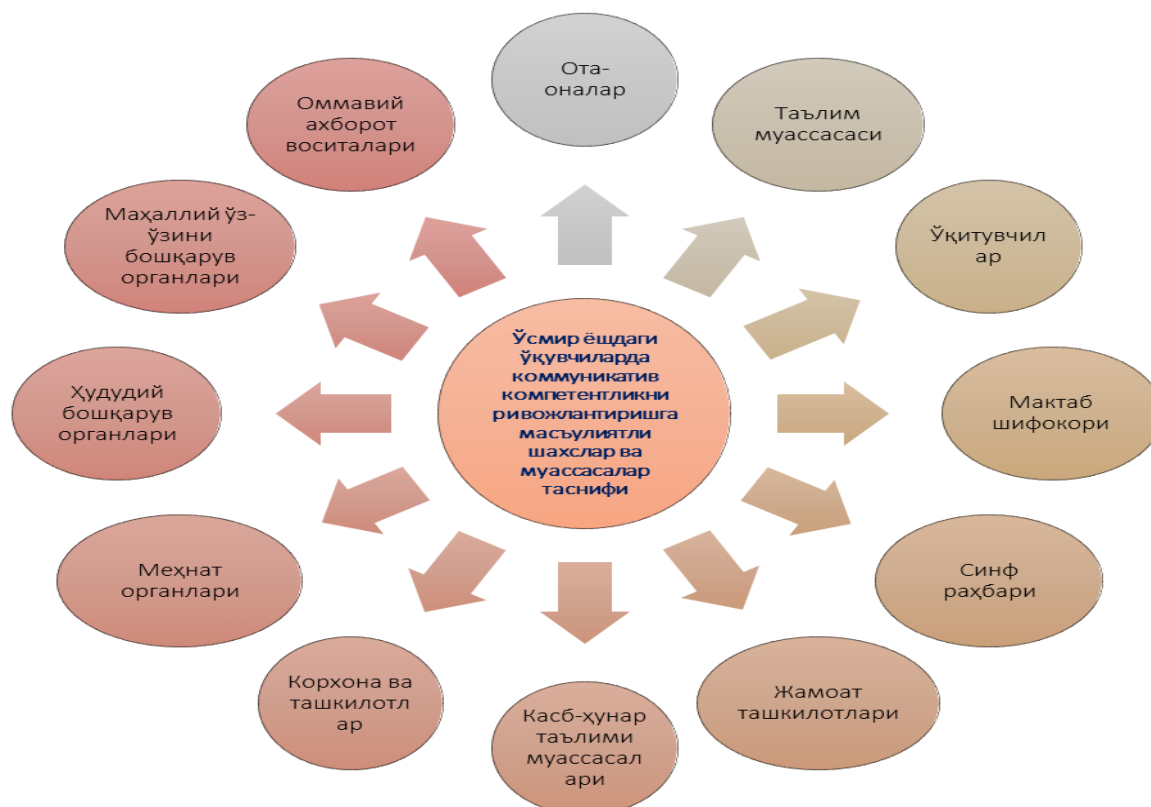 Ота-
оналар
Таълим
муассасаси
Ўқитувчил
ар
Мактаб
шифокори
Синф
раҳбари
Жамоат
ташкилотлари
Касб-ҳунар
таълими
муассасал
ари
Корхона ва
ташкилотл
ар
Меҳнат
органлари
Ҳудудий
бошқарув
органлари
Маҳаллий ўз-
ўзини
бошқарув
органлари
Оммавий
ахборот
воситалари
Ўсмир ёшдаги
ўқувчиларда
коммуникатив
компетентликни
ривожлантиришга
масъулиятли
шахслар ва
муассасалар
таснифи